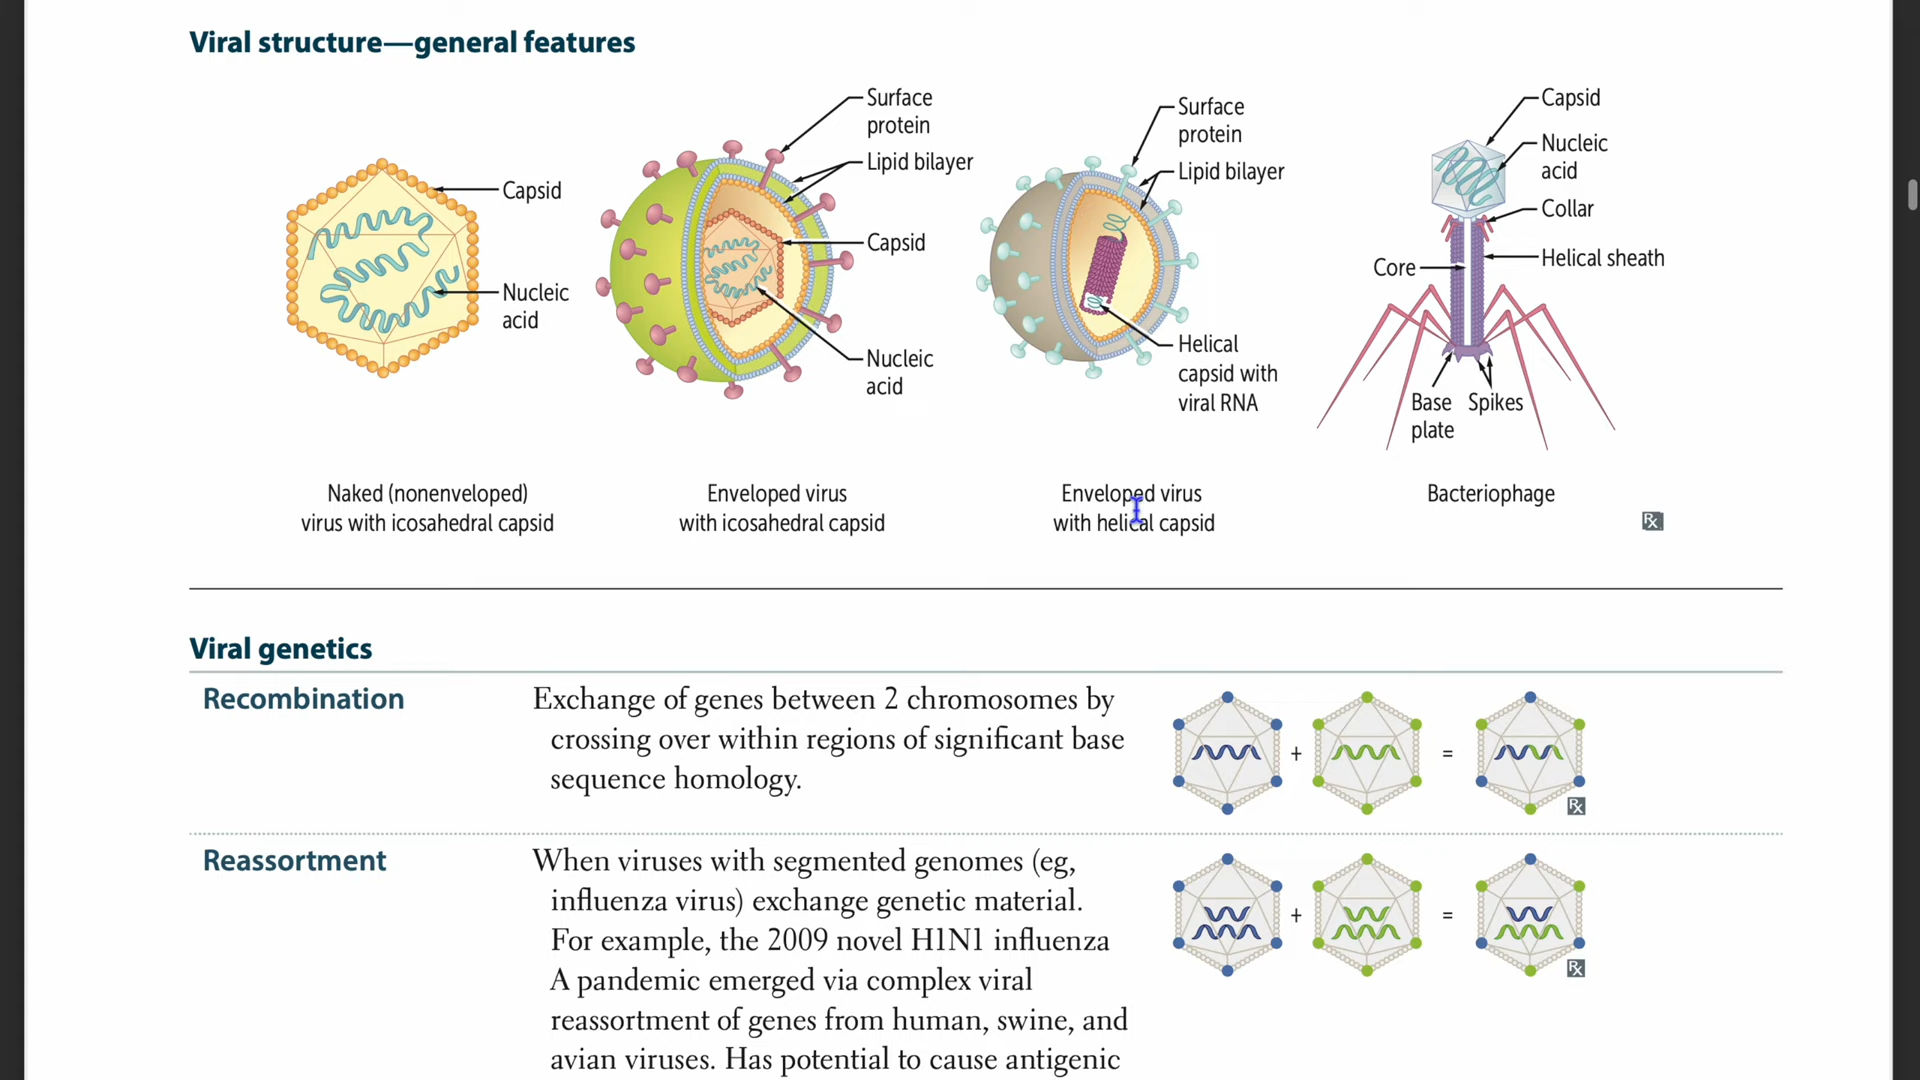 Viral structure—general features
Capsid
Nucleic
acid
Naked (nonenveloped)
virus with icosahedral capsid
Surface
protein
Lipid bilayer
Capsid
Nucleic
acid
Enveloped virus
with icosahedral capsid
Surface
protein
Lipid bilayer
Helical
capsid with
viral RNA
Enveloped virus
with helical capsid
Capsid
Nucleic
acid
Collar
Helical sheath
Core
Base
plate
Spikes
Bacteriophage
Rx
Viral genetics
Recombination
Exchange of genes between 2 chromosomes by
crossing over within regions of significant base
sequence homology.
+
=
Rx
Reassortment
When viruses with segmented genomes (eg,
influenza virus) exchange genetic material.
For example, the 2009 novel H1N1 influenza
A pandemic emerged via complex viral
reassortment of genes from human, swine, and
avian viruses. Has potential to cause antigenic
+
=
Rx